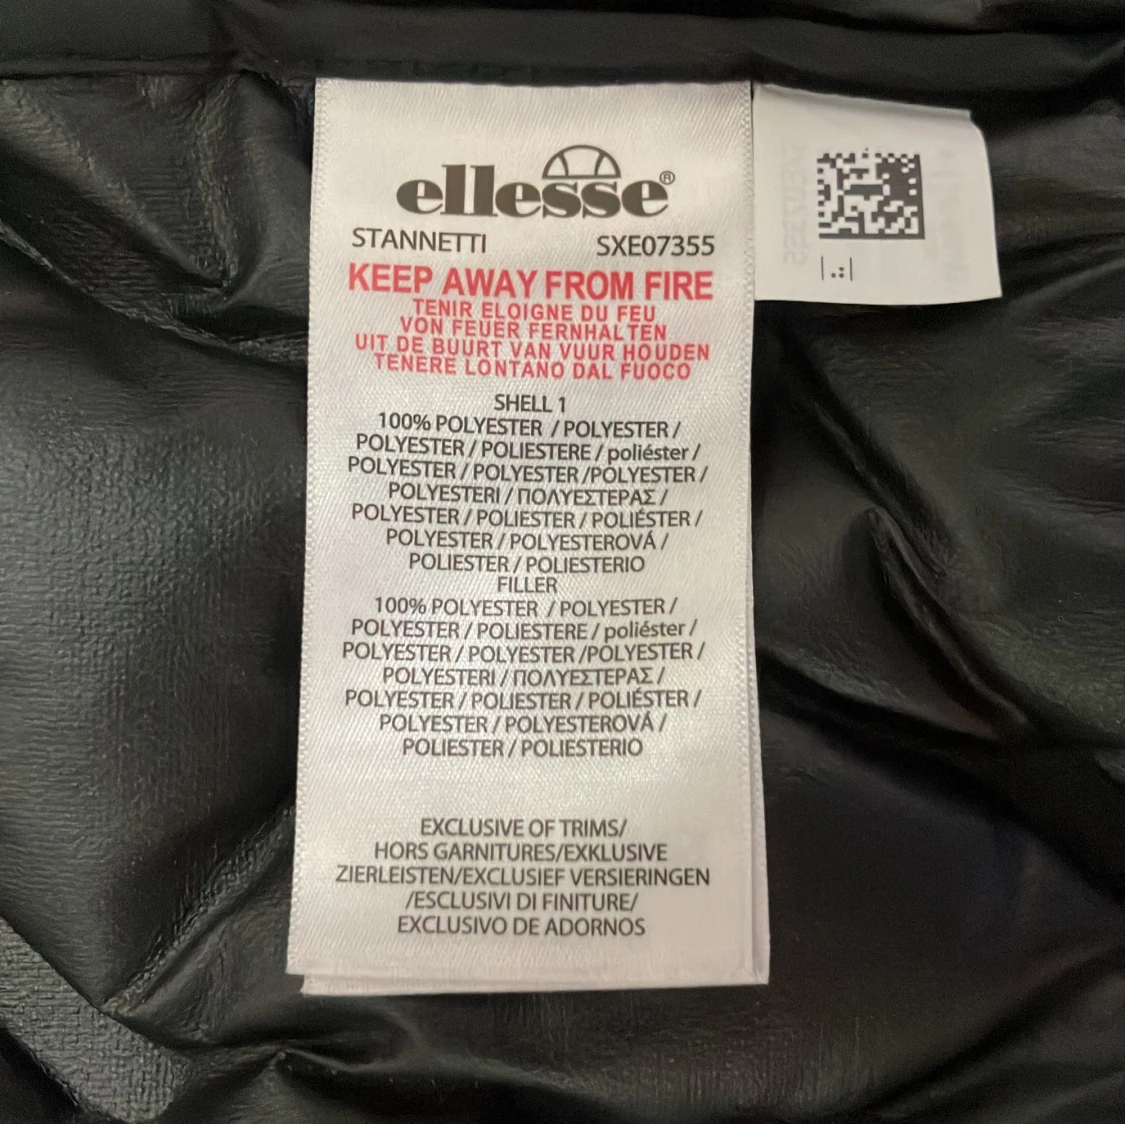 ellesse®
STANNETTI SXE07355
KEEP AWAY FROM FIRE
TENIR ELOIGNE DU FEU
VON FEUER FERNHALTEN
UIT DE BUURT VAN VUUR HOUDEN
TENERE LONTANO DAL FUOCO
SHELL 1
100% POLYESTER / POLYESTER /
POLYESTER / POLIESTERE / poliéster /
POLYESTER / POLYESTER /POLYESTER /
POLYESTERI / ΠΟΛΥΕΣΤΕΡΑΣ /
POLYESTER / POLIESTER / POLIÉSTER /
POLYESTER / POLYESTEROVÁ /
POLIESTER / POLIESTERIO
FILLER
100% POLYESTER / POLYESTER /
POLYESTER / POLIESTERE / poliéster /
POLYESTER / POLYESTER /POLYESTER /
POLYESTERI / ΠΟΛΥΕΣΤΕΡΑΣ /
POLYESTER / POLIESTER / POLIÉSTER /
POLYESTER / POLYESTEROVÁ /
POLIESTER / POLIESTERIO
EXCLUSIVE OF TRIMS/
HORS GARNITURES/EXKLUSIVE
ZIERLEISTEN/EXCLUSIEF VERSIERINGEN
/ESCLUSIVI DI FINITURE/
EXCLUSIVO DE ADORNOS